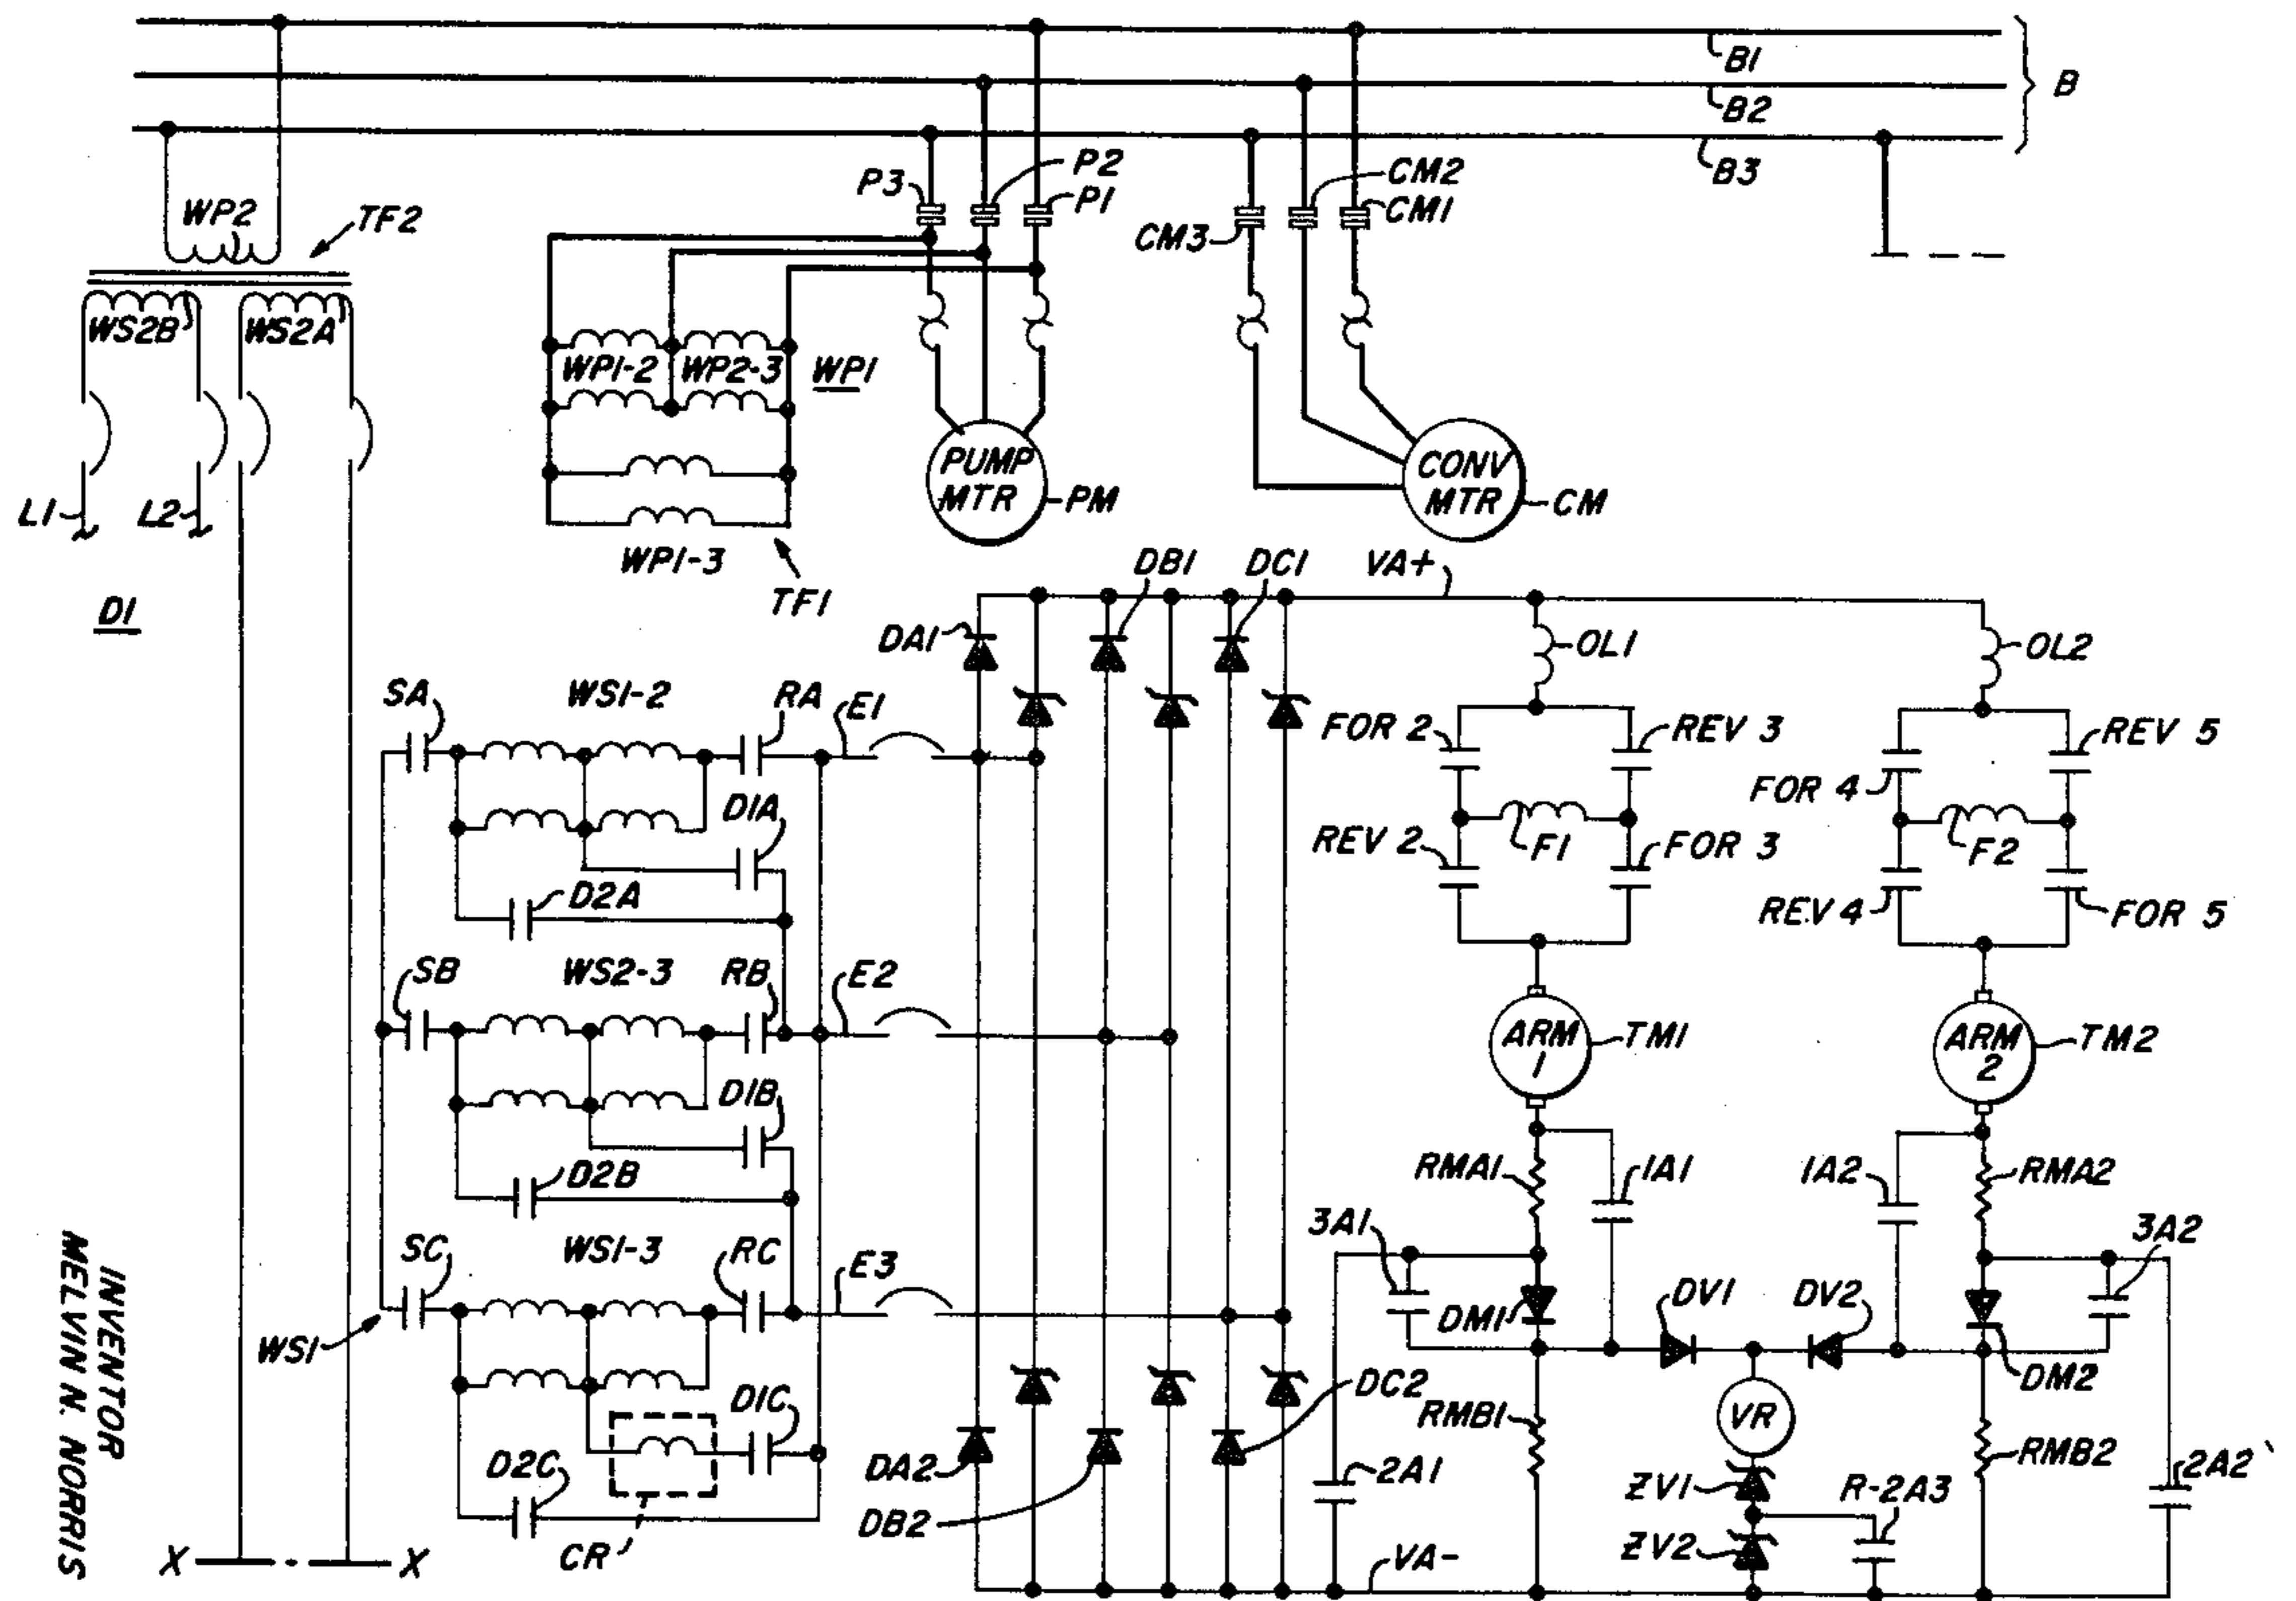 B1
B
B2
B3
P2
P3
P1
CM2
CM1
CM3
WP2
TF2
WS2B
WS2A
WP1-2
WP2-3
WP1
PUMP
MTR
PM
CONV
MTR
CM
L1
L2
WP1-3
TF1
D1
DB1
DC1
VA+
DA1
OL1
OL2
SA
WS1-2
RA
E1
FOR 2
REV 3
REV 5
FOR 4
D1A
REV 2
F1
FOR 3
F2
D2A
REV 4
FOR 5
SB
WS2-3
RB
E2
ARM
1
TM1
ARM
2
TM2
D1B
D2B
RMA1
1A1
1A2
RMA2
3A1
3A2
SC
WS1-3
RC
E3
WS1
DM1
DV1
DV2
DM2
D1C
DC2
RMB1
VR
D2C
DA2
2A1
RMB2
2A2
ZV1
R-2A3
DB2
ZV2
CR
X
X
VA-
INVENTOR
MELVIN N. NORRIS